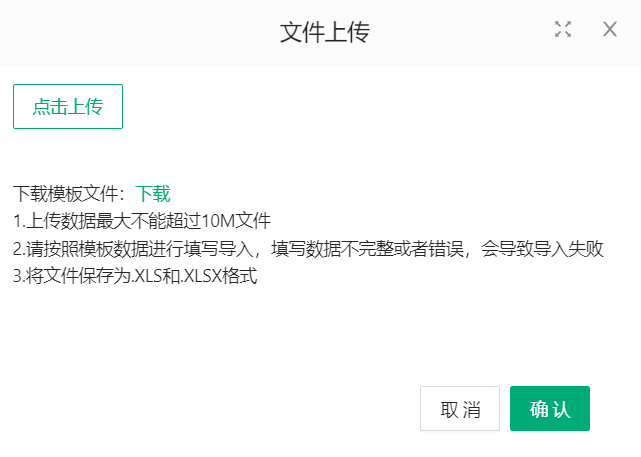 文件上传
点击上传
下载模板文件：下载
1.上传数据最大不能超过10M文件
2.请按照模板数据进行填写导入，填写数据不完整或者错误，会导致导入失败
3.将文件保存为.XLS和.XLSX格式
取消 确认